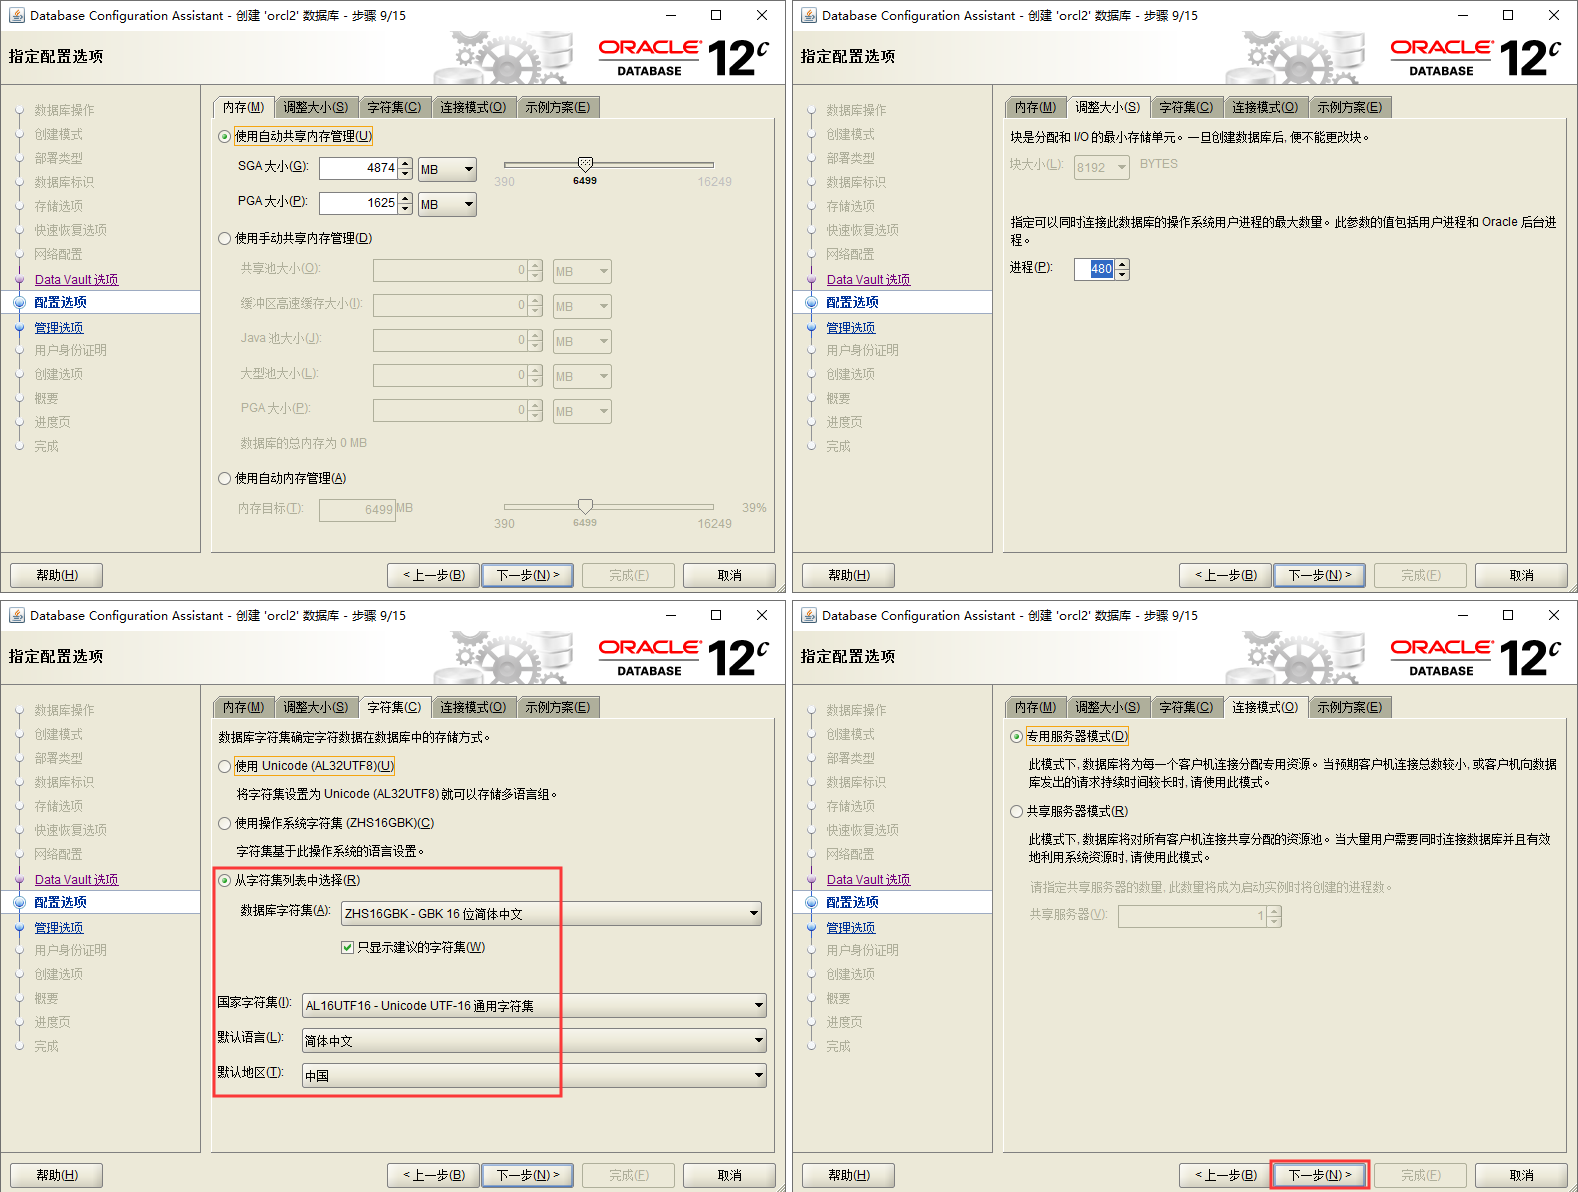 Database Configuration Assistant - 创建 'orcl2' 数据库 - 步骤 9/15
指定配置选项
ORACLE
DATABASE 12c
数据库操作
创建模式
部署类型
数据库标识
存储选项
快速恢复选项
网络配置
Data Vault 选项
配置选项
管理选项
用户身份证明
创建选项
概要
进度页
完成
内存(M) 调整大小(S) 字符集(C) 连接模式(O) 示例方案(E)
使用自动共享内存管理(U)
SGA 大小(G): 4874 MB
390 6499 16249
PGA 大小(P): 1625 MB
使用手动共享内存管理(D)
共享池大小(O): 0 MB
缓冲区高速缓存大小(I): 0 MB
Java 池大小(J): 0 MB
大型池大小(L): 0 MB
PGA 大小(P): 0 MB
数据库的总内存为 0 MB
使用自动内存管理(A)
内存目标(T): 6499 MB 39%
390 6499 16249
帮助(H) < 上一步(B) 下一步(N) > 完成(F) 取消
Database Configuration Assistant - 创建 'orcl2' 数据库 - 步骤 9/15
指定配置选项
ORACLE
DATABASE 12c
数据库操作
创建模式
部署类型
数据库标识
存储选项
快速恢复选项
网络配置
Data Vault 选项
配置选项
管理选项
用户身份证明
创建选项
概要
进度页
完成
内存(M) 调整大小(S) 字符集(C) 连接模式(O) 示例方案(E)
块是分配和 I/O 的最小存储单元。一旦创建数据库后, 便不能更改块。
块大小(L): 8192 BYTES
指定可以同时连接此数据库的操作系统用户进程的最大数量。此参数的值包括用户进程和 Oracle 后台进
程。
进程(P): 480
帮助(H) < 上一步(B) 下一步(N) > 完成(F) 取消
Database Configuration Assistant - 创建 'orcl2' 数据库 - 步骤 9/15
指定配置选项
ORACLE
DATABASE 12c
数据库操作
创建模式
部署类型
数据库标识
存储选项
快速恢复选项
网络配置
Data Vault 选项
配置选项
管理选项
用户身份证明
创建选项
概要
进度页
完成
内存(M) 调整大小(S) 字符集(C) 连接模式(O) 示例方案(E)
数据库字符集确定字符数据在数据库中的存储方式。
使用 Unicode (AL32UTF8)(U)
将字符集设置为 Unicode (AL32UTF8) 就可以存储多语言组。
使用操作系统字符集 (ZHS16GBK)(C)
字符集基于此操作系统的语言设置。
从字符集列表中选择(R)
数据库字符集(A): ZHS16GBK - GBK 16 位简体中文
只显示建议的字符集(W)
国家字符集(I): AL16UTF16 - Unicode UTF-16 通用字符集
默认语言(L): 简体中文
默认地区(T): 中国
帮助(H) < 上一步(B) 下一步(N) > 完成(F) 取消
Database Configuration Assistant - 创建 'orcl2' 数据库 - 步骤 9/15
指定配置选项
ORACLE
DATABASE 12c
数据库操作
创建模式
部署类型
数据库标识
存储选项
快速恢复选项
网络配置
Data Vault 选项
配置选项
管理选项
用户身份证明
创建选项
概要
进度页
完成
内存(M) 调整大小(S) 字符集(C) 连接模式(O) 示例方案(E)
专用服务器模式(D)
此模式下, 数据库将为每一个客户机连接分配专用资源。当预期客户机连接总数较小, 或客户机向数据
库发出的请求持续时间较长时, 请使用此模式。
共享服务器模式(R)
此模式下, 数据库将对所有客户机连接共享分配的资源池。当大量用户需要同时连接数据库并且有效
地利用系统资源时, 请使用此模式。
请指定共享服务器的数量, 此数量将成为启动实例时将创建的进程数。
共享服务器(V): 1
帮助(H) < 上一步(B) 下一步(N) > 完成(F) 取消